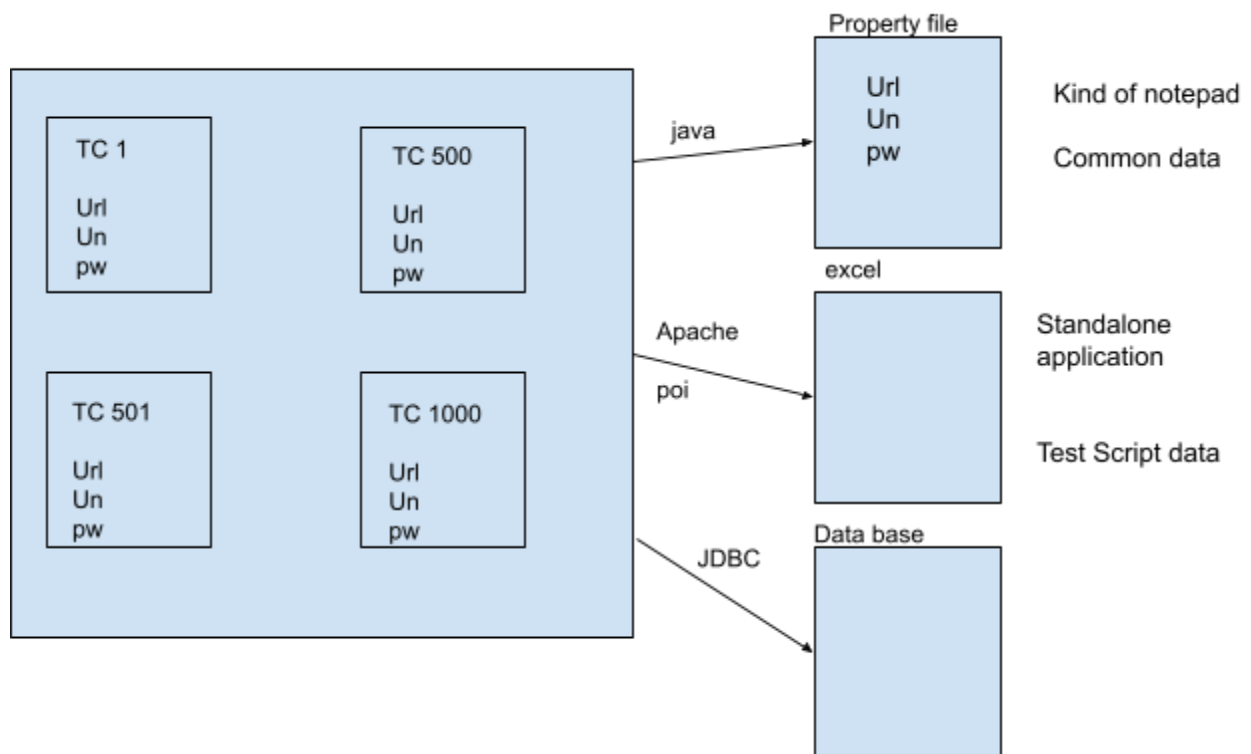 Property file
Url
Un
pw
Kind of notepad
Common data
java
TC 1
Url
Un
pw
TC 500
Url
Un
pw
excel
Apache
poi
Standalone
application
Test Script data
TC 501
Url
Un
pw
TC 1000
Url
Un
pw
Data base
JDBC